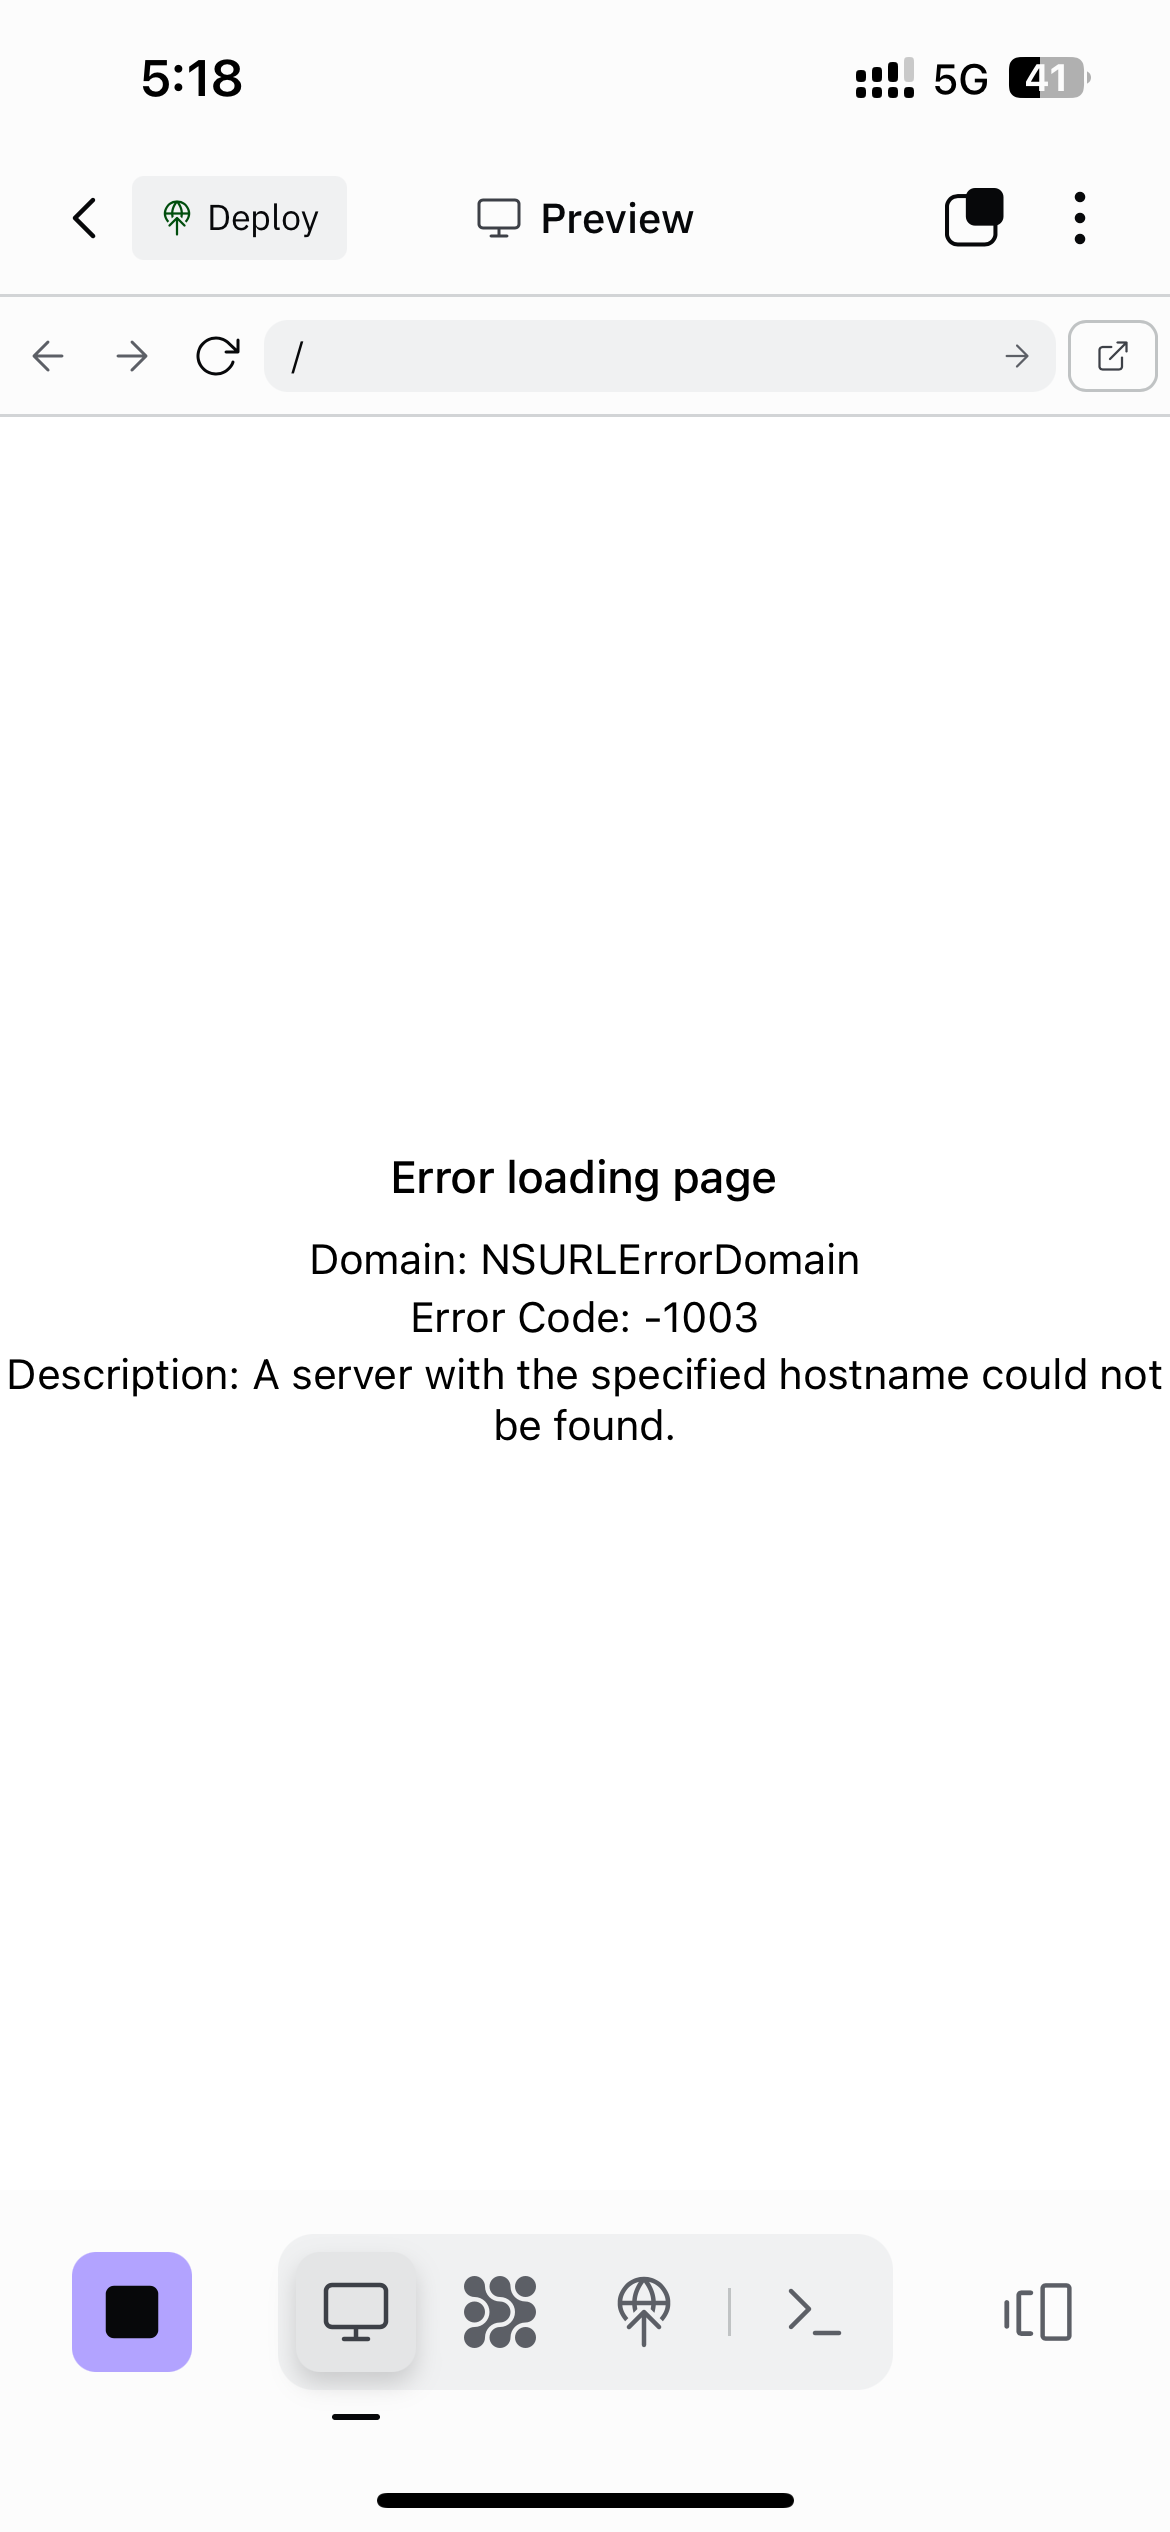 5:18
5G
41
Deploy
Preview
/
Error loading page
Domain: NSURLErrorDomain
Error Code: -1003
Description: A server with the specified hostname could not
be found.